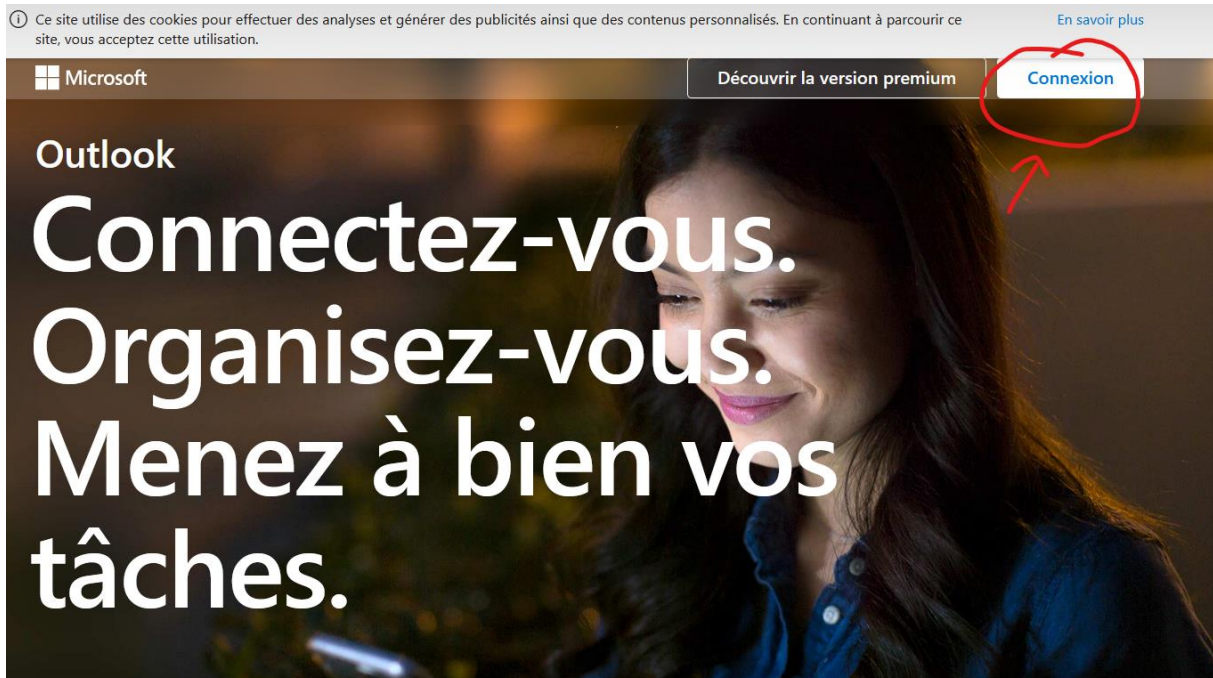 Ce site utilise des cookies pour effectuer des analyses et générer des publicités ainsi que des contenus personnalisés. En continuant à parcourir ce
En savoir plus
site, vous acceptez cette utilisation.
Microsoft
Découvrir la version premium
Connexion
Outlook
Connectez-vous.
Organisez-vous.
Menez à bien vos
tâches.